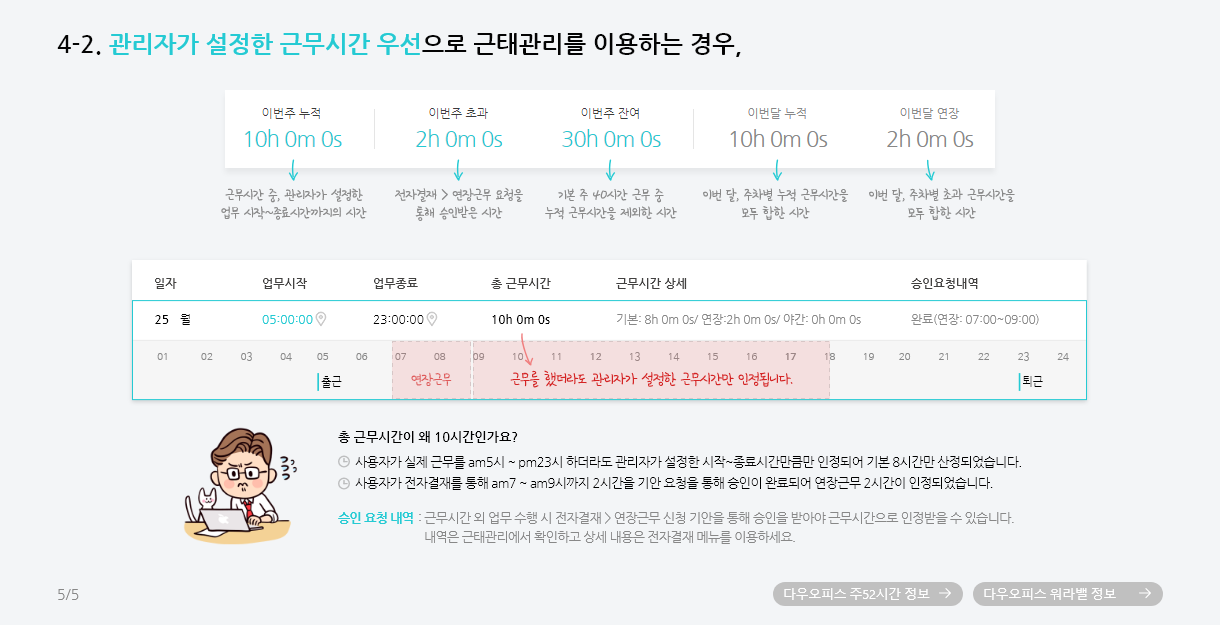 4-2. 관리자가 설정한 근무시간 우선으로 근태관리를 이용하는 경우,
이번주 누적 이번주 초과 이번주 잔여 이번달 누적 이번달 연장
10h 0m 0s 2h 0m 0s 30h 0m 0s 10h 0m 0s 2h 0m 0s
근무시간 중, 관리자가 설정한 전자결재 > 연장근무 요청을 기본 주 40시간 근무 중 이번 달, 주차별 누적 근무시간을 이번 달, 주차별 초과 근무시간을
업무 시작~종료시간까지의 시간 통해 승인받은 시간 누적 근무시간을 제외한 시간 모두 합한 시간 모두 합한 시간
일자 업무시작 업무종료 총 근무시간 근무시간 상세 승인요청내역
25 월 05:00:00 23:00:00 10h 0m 0s 기본: 8h 0m 0s/ 연장:2h 0m 0s/ 야간: 0h 0m 0s 완료(연장: 07:00~09:00)
01 02 03 04 05 06 07 08 09 10 11 12 13 14 15 16 17 18 19 20 21 22 23 24
출근 연장근무 근무를 했더라도 관리자가 설정한 근무시간만 인정됩니다. 퇴근
총 근무시간이 왜 10시간인가요?
사용자가 실제 근무를 am5시 ~ pm23시 하더라도 관리자가 설정한 시작~종료시간만큼만 인정되어 기본 8시간만 산정되었습니다.
사용자가 전자결재를 통해 am7 ~ am9시까지 2시간을 기안 요청을 통해 승인이 완료되어 연장근무 2시간이 인정되었습니다.
승인 요청 내역 : 근무시간 외 업무 수행 시 전자결재 > 연장근무 신청 기안을 통해 승인을 받아야 근무시간으로 인정받을 수 있습니다.
내역은 근태관리에서 확인하고 상세 내용은 전자결재 메뉴를 이용하세요.
5/5 다우오피스 주52시간 정보 → 다우오피스 워라밸 정보 →